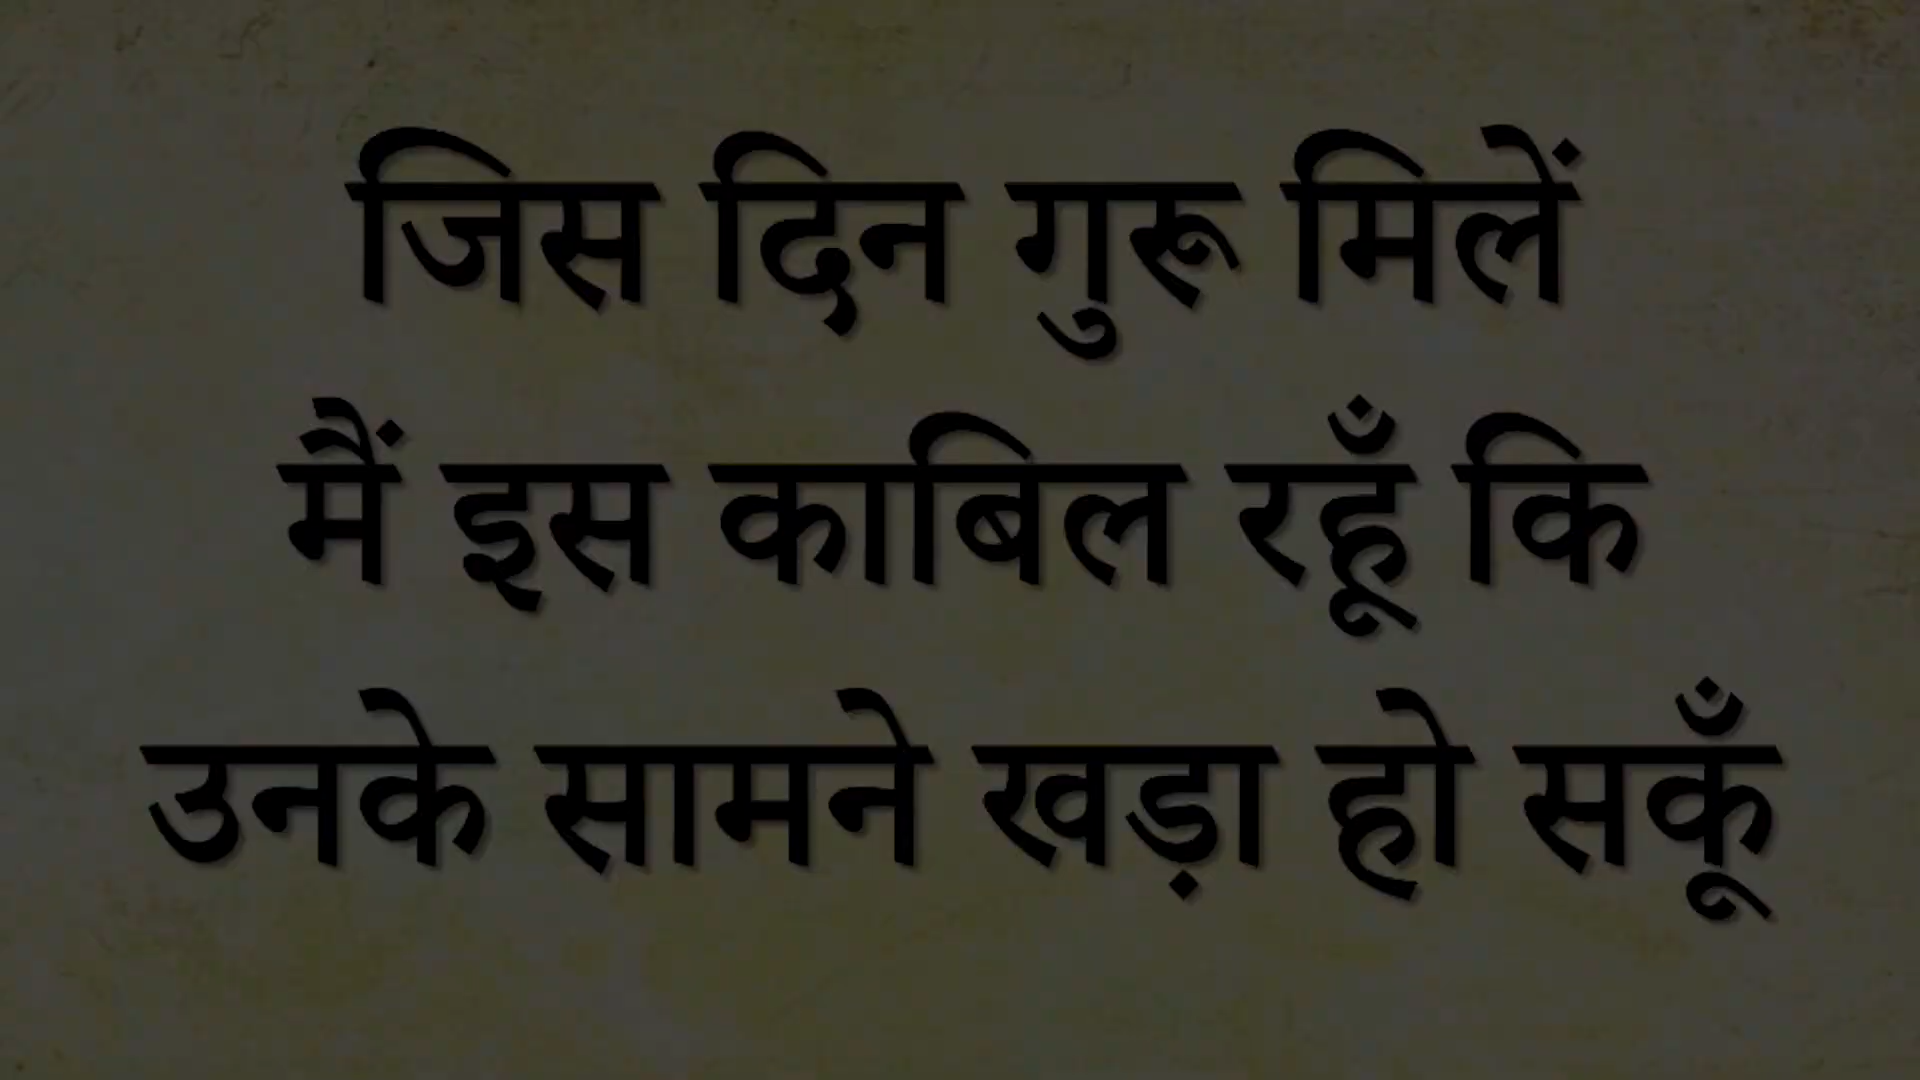 जिस दिन गुरू मिलें
मैं इस काबिल रहूँ कि
उनके सामने खड़ा हो सकूँ